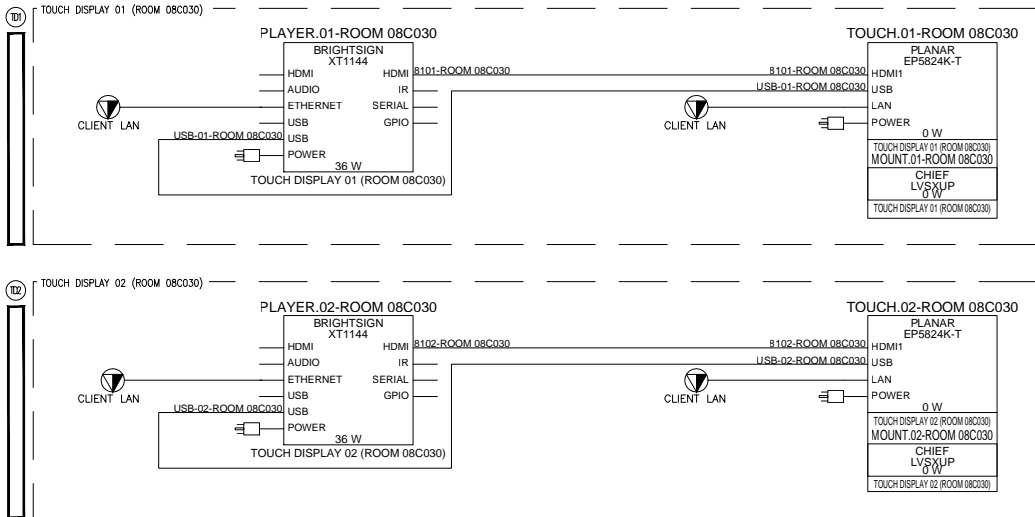 TD1
TOUCH DISPLAY 01 (ROOM 08C030)
PLAYER.01-ROOM 08C030
BRIGHTSIGN
XT1144
HDMI HDMI 8101-ROOM 08C030
AUDIO IR
ETHERNET SERIAL
USB GPIO
USB-01-ROOM 08C030 USB
POWER
36 W
TOUCH DISPLAY 01 (ROOM 08C030)
CLIENT LAN
TOUCH.01-ROOM 08C030
PLANAR
EP5824K-T
8101-ROOM 08C030 HDMI1
USB-01-ROOM 08C030 USB
LAN
POWER
0 W
CLIENT LAN
TOUCH DISPLAY 01 (ROOM 08C030)
MOUNT.01-ROOM 08C030
CHIEF
LVSXUP
0 W
TOUCH DISPLAY 01 (ROOM 08C030)
TD2
TOUCH DISPLAY 02 (ROOM 08C030)
PLAYER.02-ROOM 08C030
BRIGHTSIGN
XT1144
HDMI HDMI 8102-ROOM 08C030
AUDIO IR
ETHERNET SERIAL
USB GPIO
USB-02-ROOM 08C030 USB
POWER
36 W
TOUCH DISPLAY 02 (ROOM 08C030)
CLIENT LAN
TOUCH.02-ROOM 08C030
PLANAR
EP5824K-T
8102-ROOM 08C030 HDMI1
USB-02-ROOM 08C030 USB
LAN
POWER
0 W
CLIENT LAN
TOUCH DISPLAY 02 (ROOM 08C030)
MOUNT.02-ROOM 08C030
CHIEF
LVSXUP
0 W
TOUCH DISPLAY 02 (ROOM 08C030)